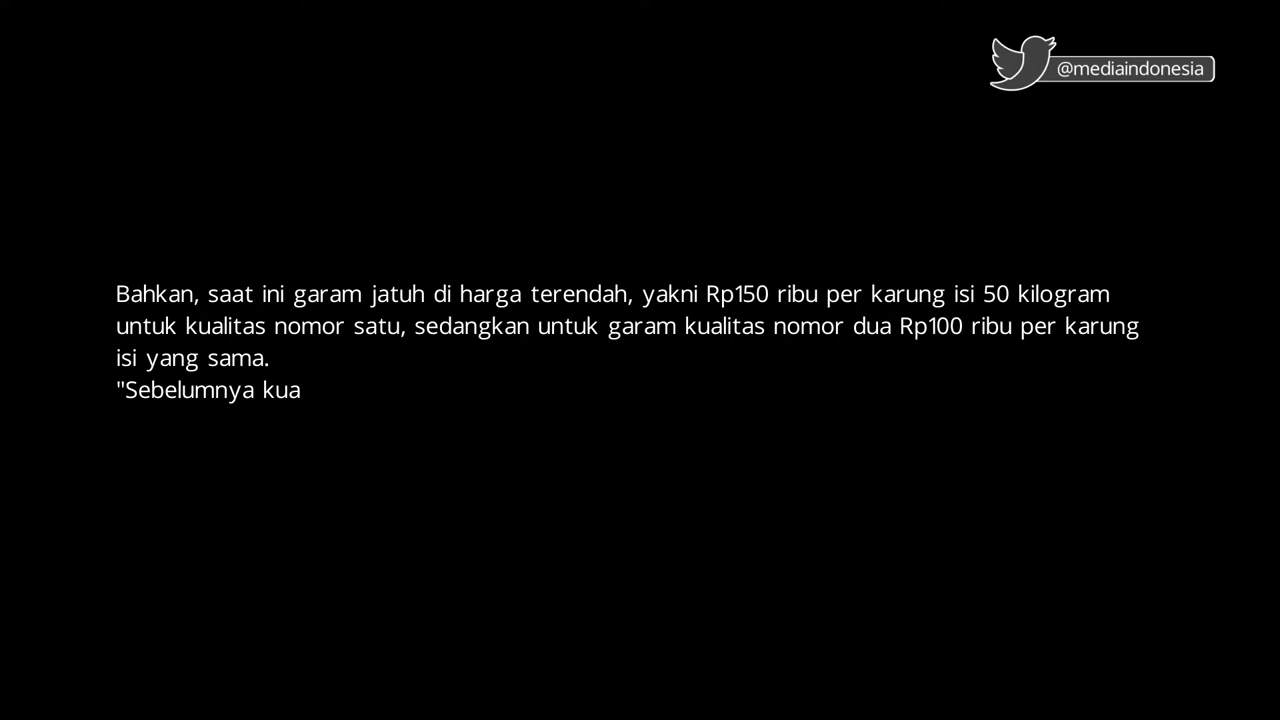 @mediaindonesia
Bahkan, saat ini garam jatuh di harga terendah, yakni Rp150 ribu per karung isi 50 kilogram
untuk kualitas nomor satu, sedangkan untuk garam kualitas nomor dua Rp100 ribu per karung
isi yang sama.
"Sebelumnya kua